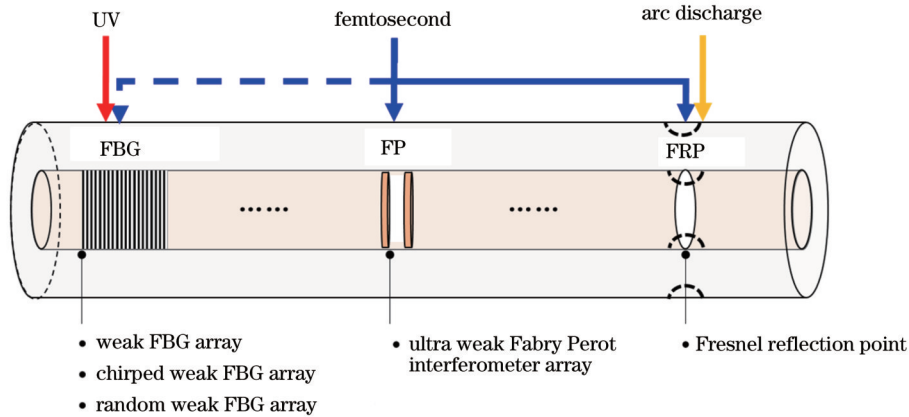 UV
femtosecond
arc discharge
FBG
FP
FRP
......
......
• weak FBG array
• chirped weak FBG array
• random weak FBG array
• ultra weak Fabry Perot
interferometer array
• Fresnel reflection point